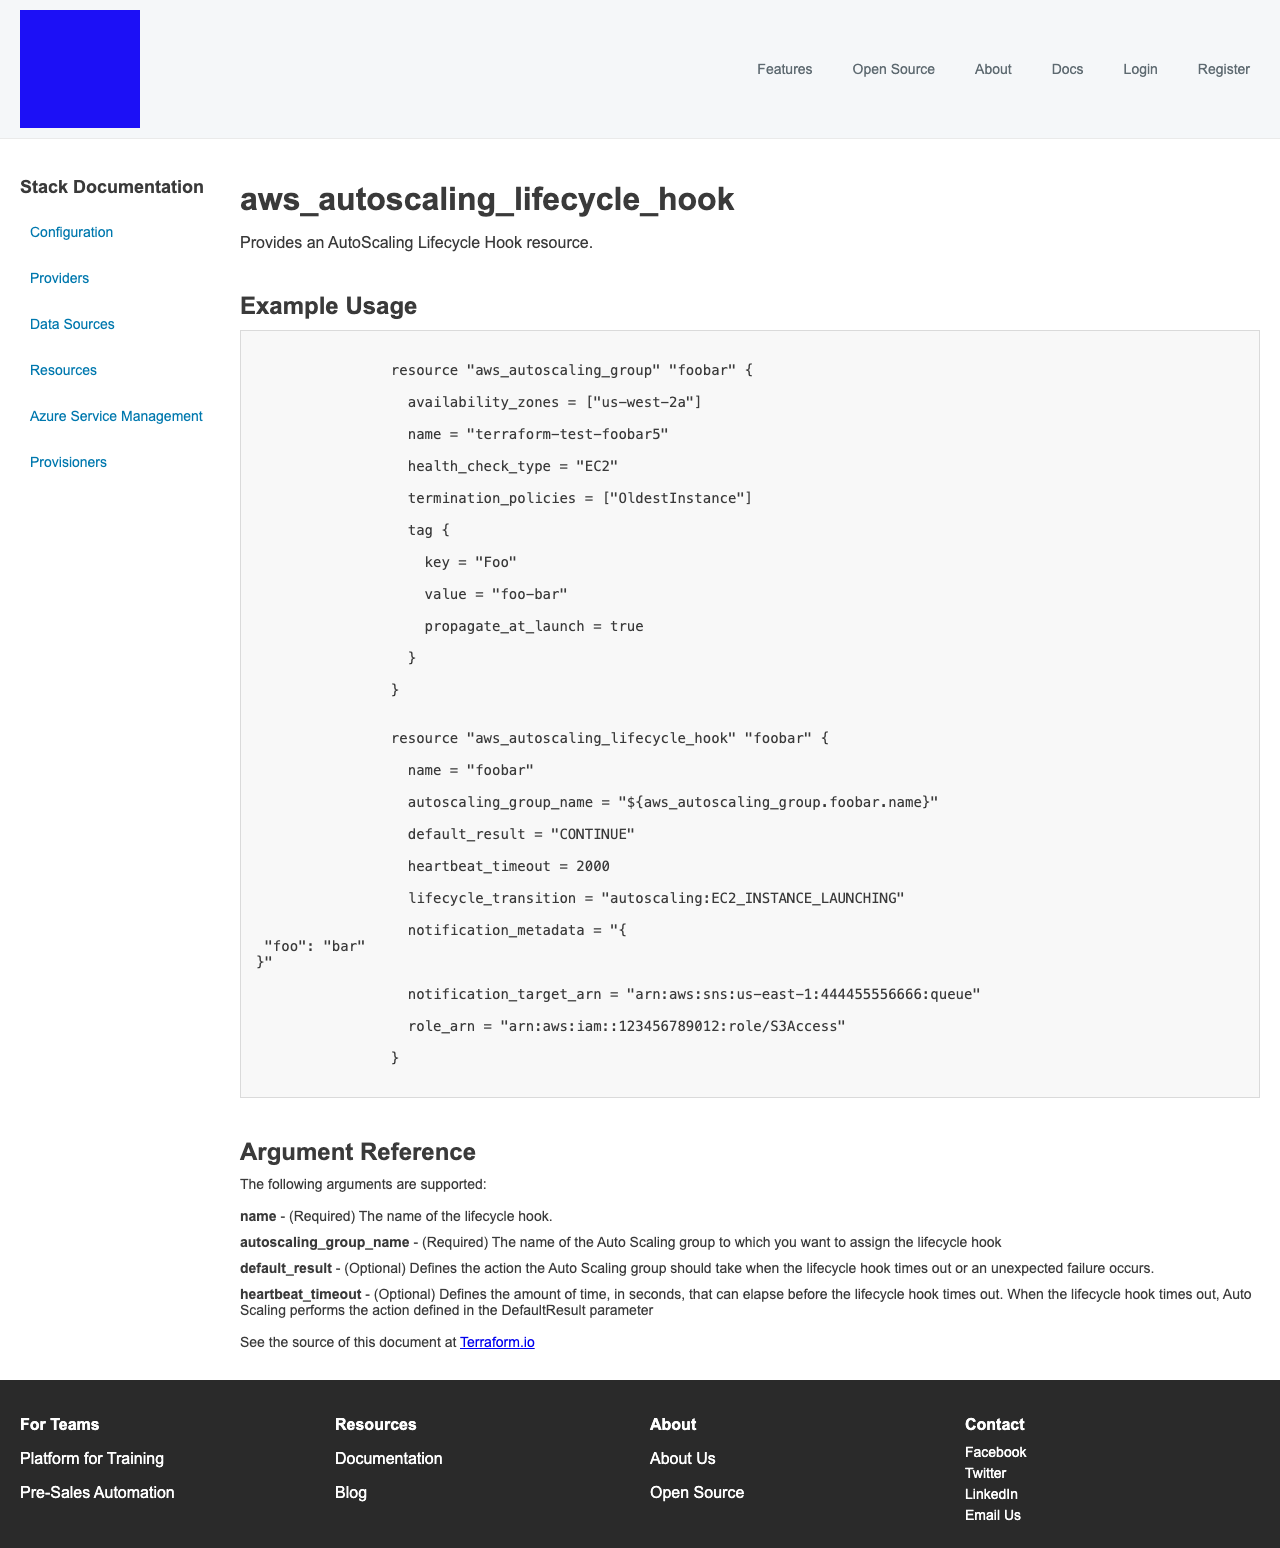 Features Open Source About Docs Login Register
Stack Documentation
Configuration
Providers
Data Sources
Resources
Azure Service Management
Provisioners
aws_autoscaling_lifecycle_hook
Provides an AutoScaling Lifecycle Hook resource.
Example Usage
resource "aws_autoscaling_group" "foobar" {
  availability_zones = ["us-west-2a"]
  name = "terraform-test-foobar5"
  health_check_type = "EC2"
  termination_policies = ["OldestInstance"]
  tag {
    key = "Foo"
    value = "foo-bar"
    propagate_at_launch = true
  }
}
resource "aws_autoscaling_lifecycle_hook" "foobar" {
  name = "foobar"
  autoscaling_group_name = "${aws_autoscaling_group.foobar.name}"
  default_result = "CONTINUE"
  heartbeat_timeout = 2000
  lifecycle_transition = "autoscaling:EC2_INSTANCE_LAUNCHING"
  notification_metadata = "{
 "foo": "bar"
}"
  notification_target_arn = "arn:aws:sns:us-east-1:444455556666:queue"
  role_arn = "arn:aws:iam::123456789012:role/S3Access"
}
Argument Reference
The following arguments are supported:
name - (Required) The name of the lifecycle hook.
autoscaling_group_name - (Required) The name of the Auto Scaling group to which you want to assign the lifecycle hook
default_result - (Optional) Defines the action the Auto Scaling group should take when the lifecycle hook times out or an unexpected failure occurs.
heartbeat_timeout - (Optional) Defines the amount of time, in seconds, that can elapse before the lifecycle hook times out. When the lifecycle hook times out, Auto
Scaling performs the action defined in the DefaultResult parameter
See the source of this document at Terraform.io
For Teams
Platform for Training
Pre-Sales Automation
Resources
Documentation
Blog
About
About Us
Open Source
Contact
Facebook
Twitter
LinkedIn
Email Us